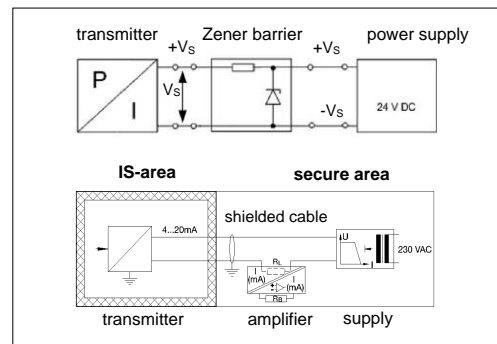 transmitter +VS Zener barrier +VS power supply
P
I
VS
-VS
24 V DC
IS-area secure area
shielded cable
4...20mA
U
I
230 VAC
RL
I
(mA)
I
(mA)
RB
transmitter amplifier supply